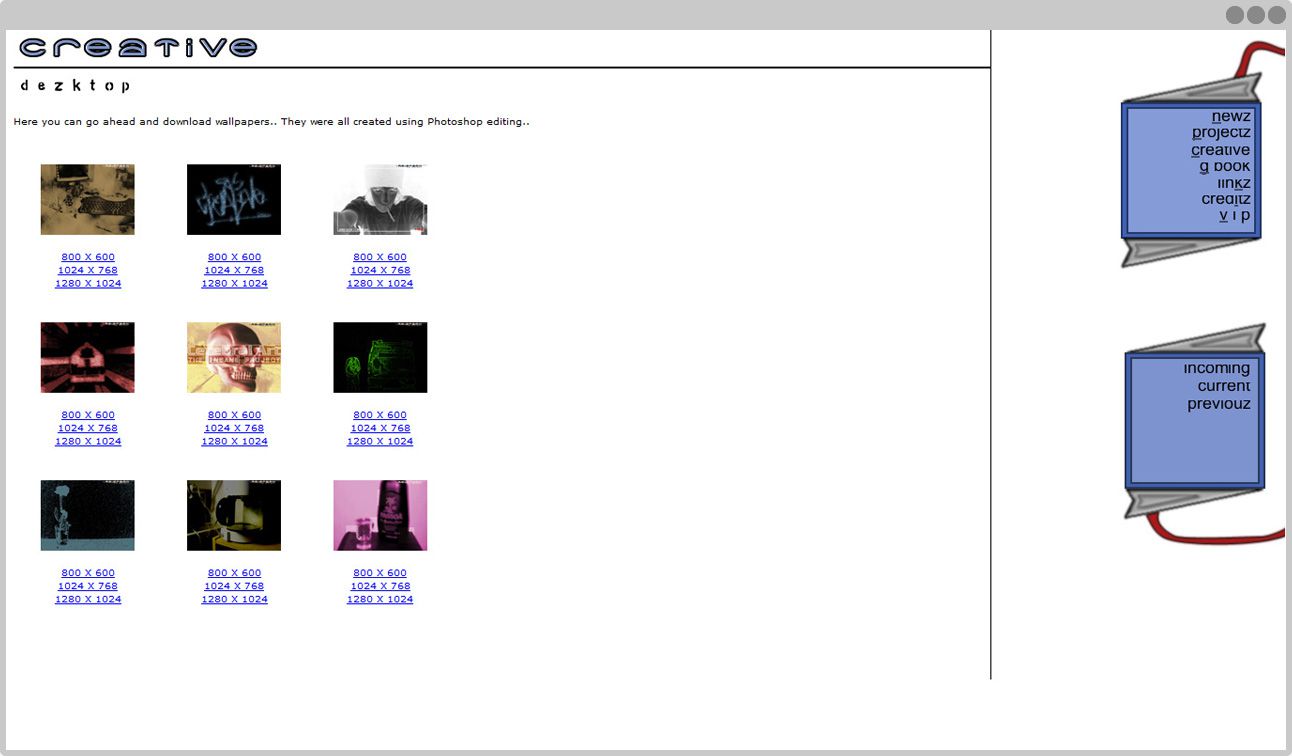 creative
dezktop
Here you can go ahead and download wallpapers.. They were all created using Photoshop editing..
800 X 600
1024 X 768
1280 X 1024
800 X 600
1024 X 768
1280 X 1024
800 X 600
1024 X 768
1280 X 1024
THE INSANE PROJECT
800 X 600
1024 X 768
1280 X 1024
800 X 600
1024 X 768
1280 X 1024
800 X 600
1024 X 768
1280 X 1024
800 X 600
1024 X 768
1280 X 1024
800 X 600
1024 X 768
1280 X 1024
800 X 600
1024 X 768
1280 X 1024
newz
projectz
creative
g book
linkz
creditz
v i p
incoming
current
previouz